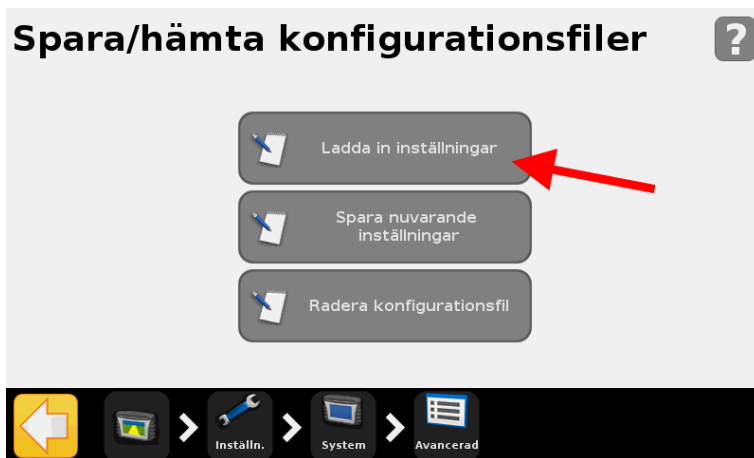 Spara/hämta konfigurationsfiler
?
Ladda in inställningar
Spara nuvarande
inställningar
Radera konfigurationsfil
Inställn.
System
Avancerad